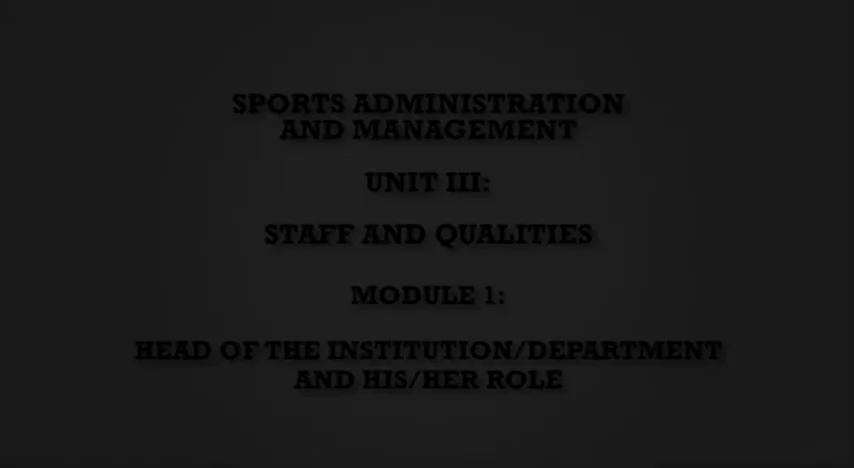 SPORTS ADMINISTRATION
AND MANAGEMENT
UNIT III:
STAFF AND QUALITIES
MODULE 1:
HEAD OF THE INSTITUTION/DEPARTMENT
AND HIS/HER ROLE